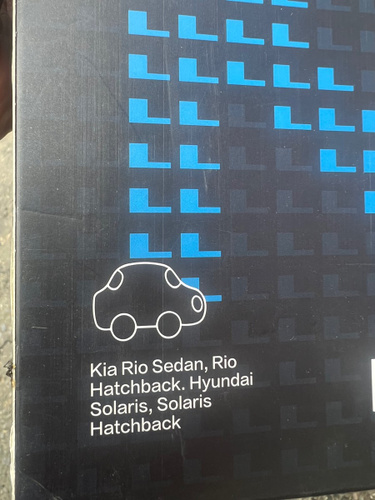 Kia Rio Sedan, Rio
Hatchback. Hyundai
Solaris, Solaris
Hatchback